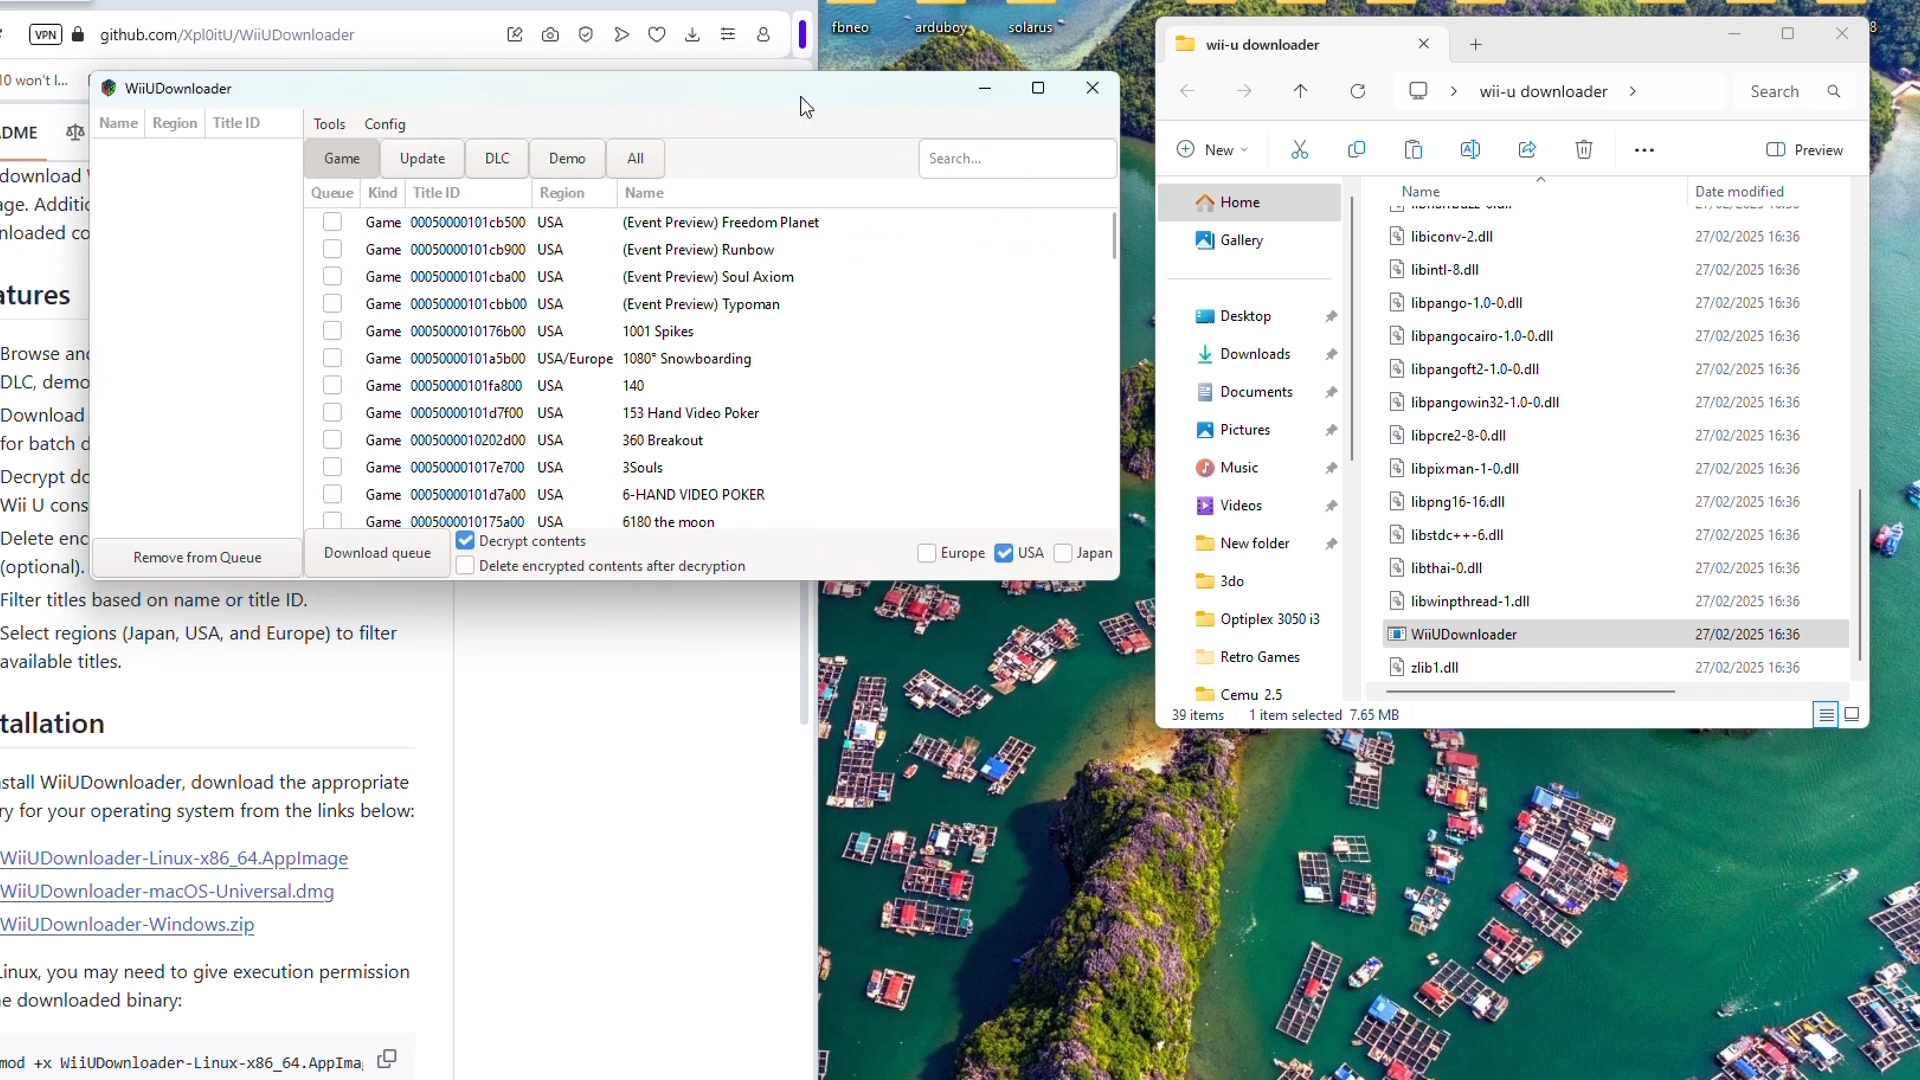 fbneo
arduboy
solarus
8
VPN
github.com/Xpl0itU/WiiUDownloader
10 won't l...
DME
download
age. Additio
nloaded co
atures
Browse and
DLC, demo
Download
for batch d
Decrypt do
Wii U cons
Delete enc
(optional).
Filter titles based on name or title ID.
Select regions (Japan, USA, and Europe) to filter
available titles.
tallation
nstall WiiUDownloader, download the appropriate
ry for your operating system from the links below:
WiiUDownloader-Linux-x86_64.AppImage
WiiUDownloader-macOS-Universal.dmg
WiiUDownloader-Windows.zip
Linux, you may need to give execution permission
he downloaded binary:
mod +x WiiUDownloader-Linux-x86_64.AppIma
WiiUDownloader
Name Region Title ID
Remove from Queue
Tools Config
Game Update DLC Demo All Search...
Queue Kind Title ID Region Name
Game 00050000101cb500 USA (Event Preview) Freedom Planet
Game 00050000101cb900 USA (Event Preview) Runbow
Game 00050000101cba00 USA (Event Preview) Soul Axiom
Game 00050000101cbb00 USA (Event Preview) Typoman
Game 0005000010176b00 USA 1001 Spikes
Game 00050000101a5b00 USA/Europe 1080° Snowboarding
Game 00050000101fa800 USA 140
Game 00050000101d7f00 USA 153 Hand Video Poker
Game 0005000010202d00 USA 360 Breakout
Game 000500001017e700 USA 3Souls
Game 00050000101d7a00 USA 6-HAND VIDEO POKER
Game 0005000010175a00 USA 6180 the moon
Download queue
Decrypt contents
Delete encrypted contents after decryption
Europe USA Japan
wii-u downloader
wii-u downloader
Search
New
Preview
Home
Gallery
Desktop
Downloads
Documents
Pictures
Music
Videos
New folder
3do
Optiplex 3050 i3
Retro Games
Cemu 2.5
Name Date modified
libiconv-2.dll 27/02/2025 16:36
libintl-8.dll 27/02/2025 16:36
libpango-1.0-0.dll 27/02/2025 16:36
libpangocairo-1.0-0.dll 27/02/2025 16:36
libpangoft2-1.0-0.dll 27/02/2025 16:36
libpangowin32-1.0-0.dll 27/02/2025 16:36
libpcre2-8-0.dll 27/02/2025 16:36
libpixman-1-0.dll 27/02/2025 16:36
libpng16-16.dll 27/02/2025 16:36
libstdc++-6.dll 27/02/2025 16:36
libthai-0.dll 27/02/2025 16:36
libwinpthread-1.dll 27/02/2025 16:36
WiiUDownloader 27/02/2025 16:36
zlib1.dll 27/02/2025 16:36
39 items 1 item selected 7.65 MB